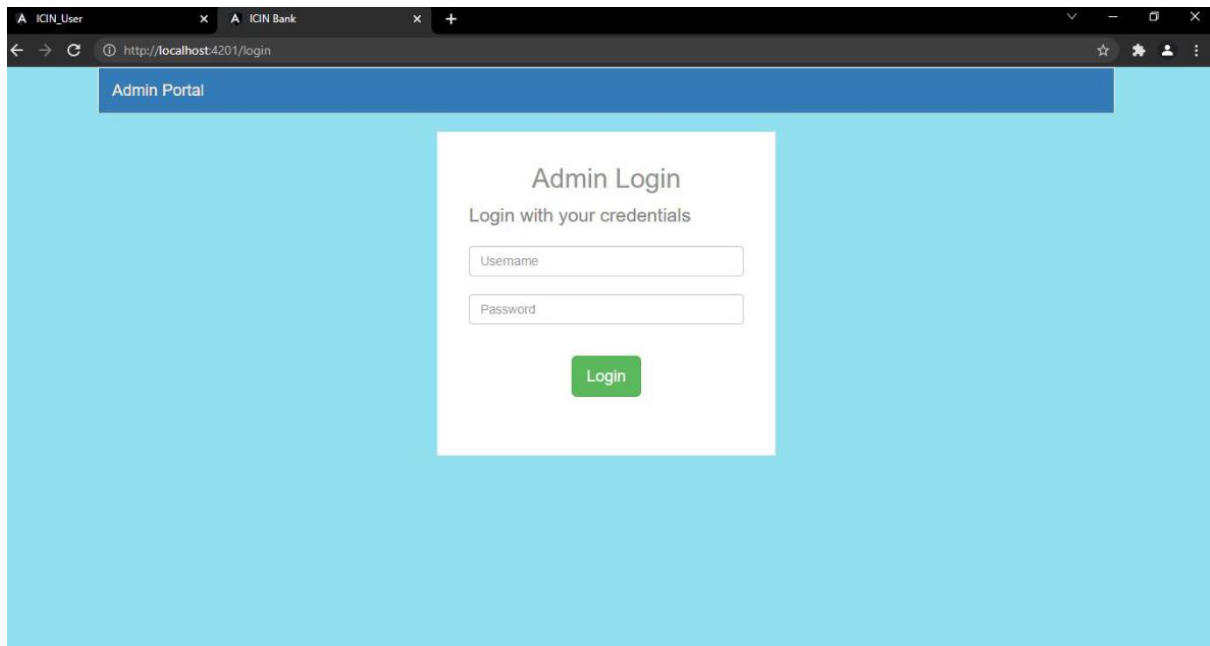 ICIN_User
ICIN Bank
http://localhost:4201/login
Admin Portal
Admin Login
Login with your credentials
Username
Password
Login